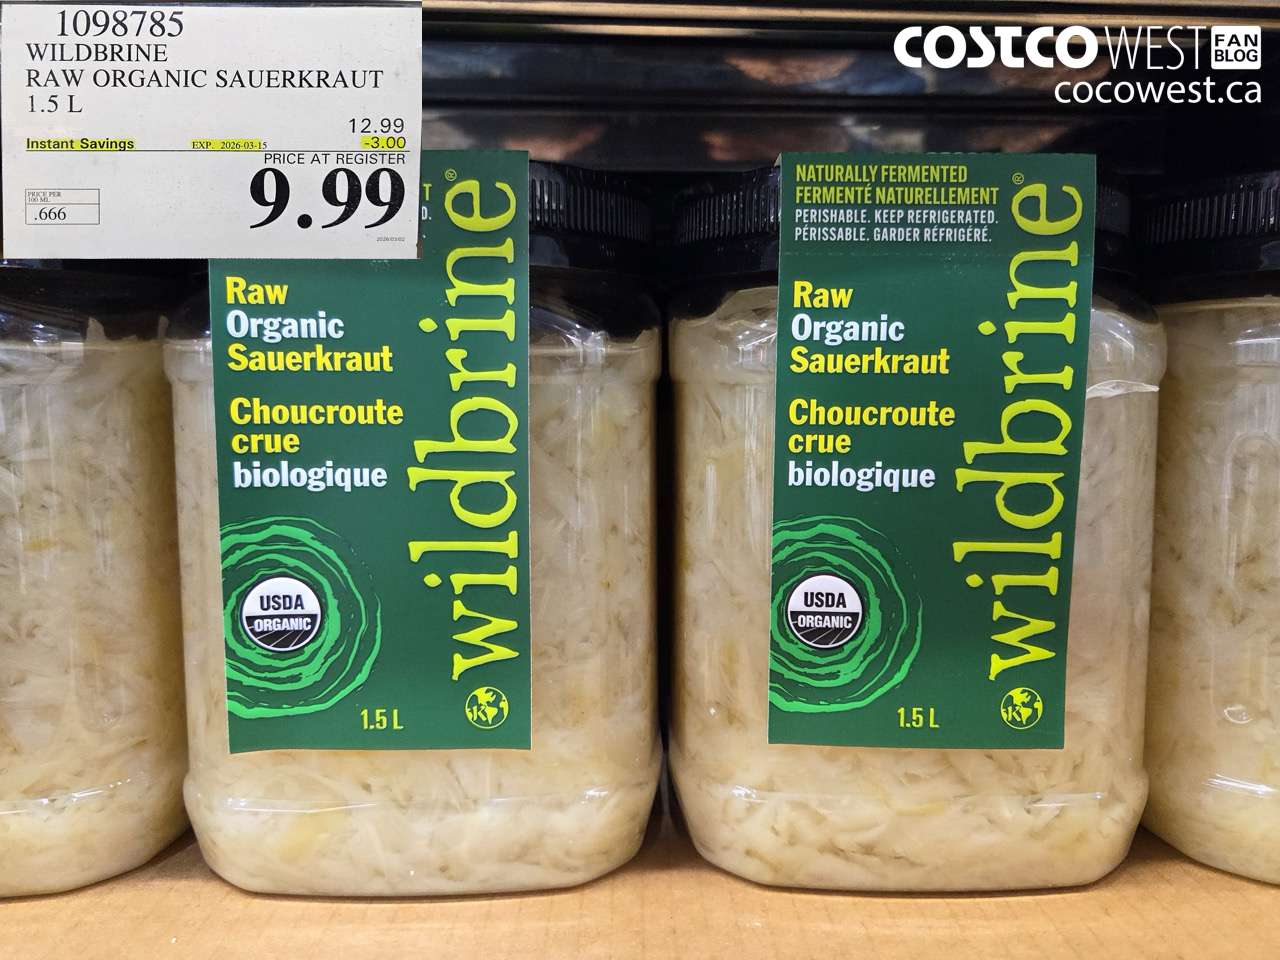 1098785
WILDBRINE
RAW ORGANIC SAUERKRAUT
1.5 L
12.99
Instant Savings EXP. 2026-03-15 -3.00
PRICE AT REGISTER
9.99
PRICE PER
100 ML
.666
2026/03/02
COSTCO WEST FAN BLOG
cocowest.ca
T
D.
wildbrine®
Raw
Organic
Sauerkraut
Choucroute
crue
biologique
USDA
ORGANIC
1.5 L
K
NATURALLY FERMENTED
FERMENTÉ NATURELLEMENT
PERISHABLE. KEEP REFRIGERATED.
PÉRISSABLE. GARDER RÉFRIGÉRÉ.
wildbrine®
Raw
Organic
Sauerkraut
Choucroute
crue
biologique
USDA
ORGANIC
1.5 L
K